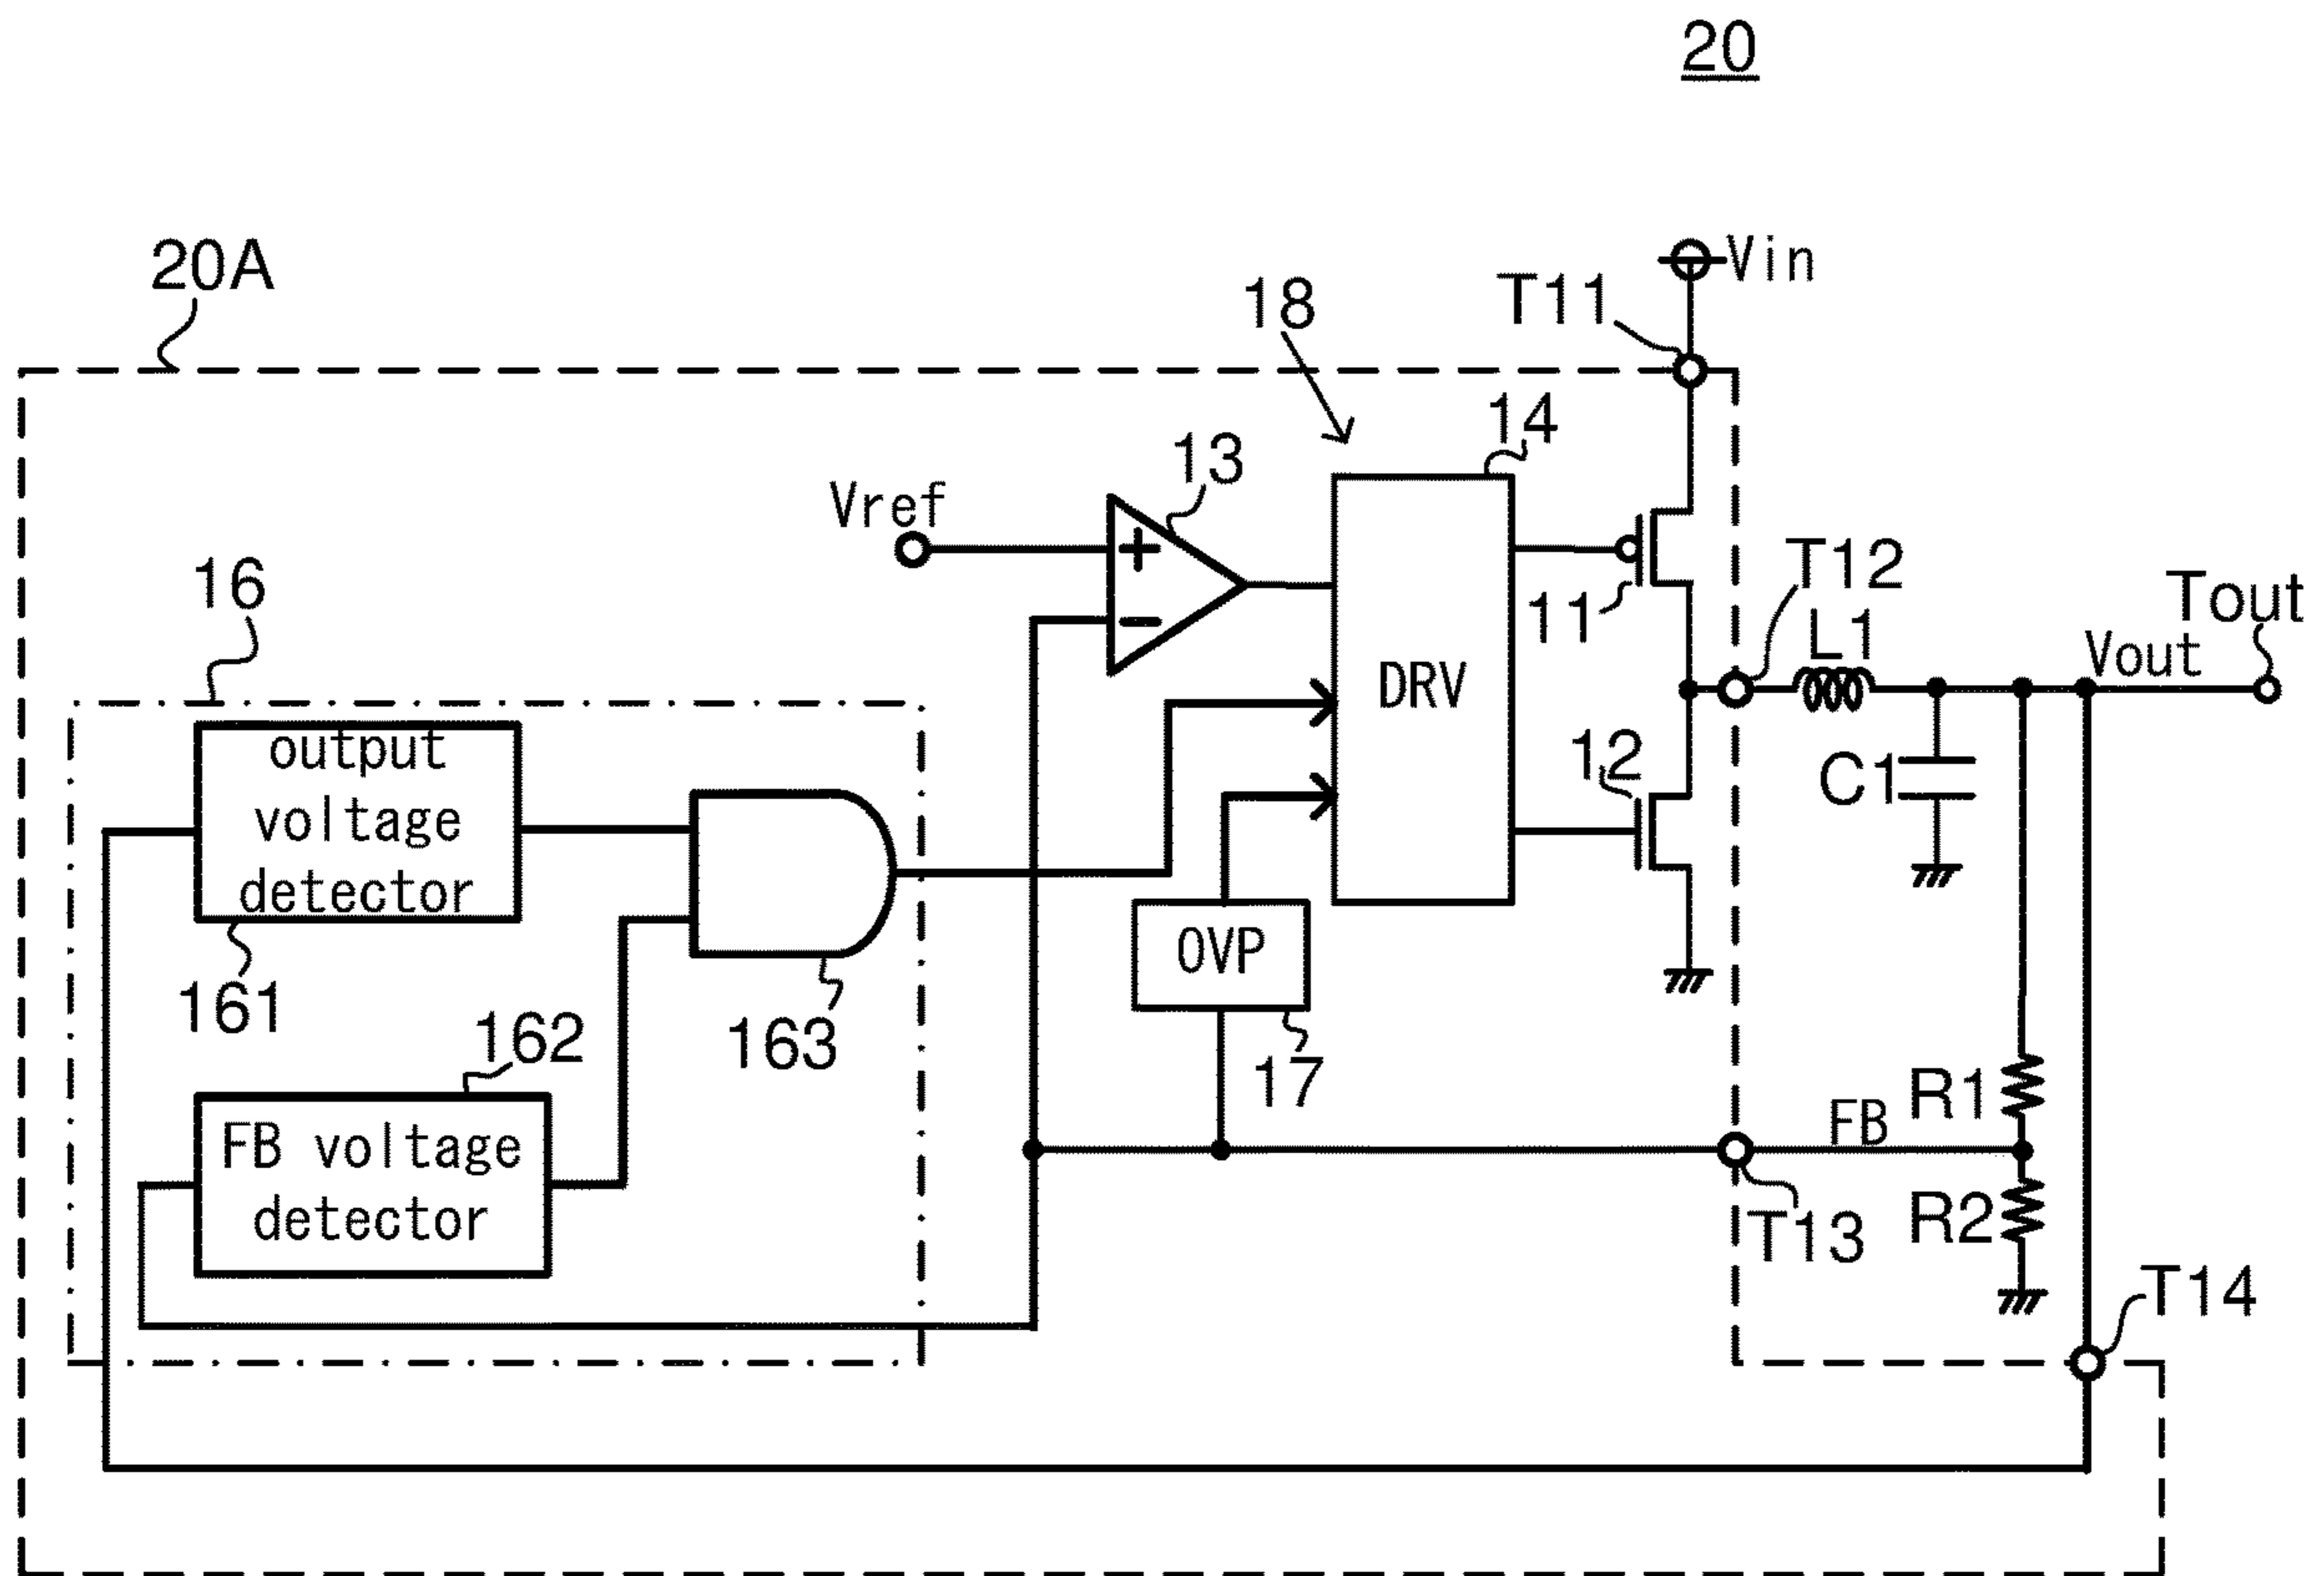 20
20A
Vin
T11
18
14
13
Vref
T12
Tout
16
11
L1
Vout
DRV
+
−
output
voltage
detector
12
C1
OVP
161
162
163
17
R1
FB
FB voltage
detector
R2
T13
T14